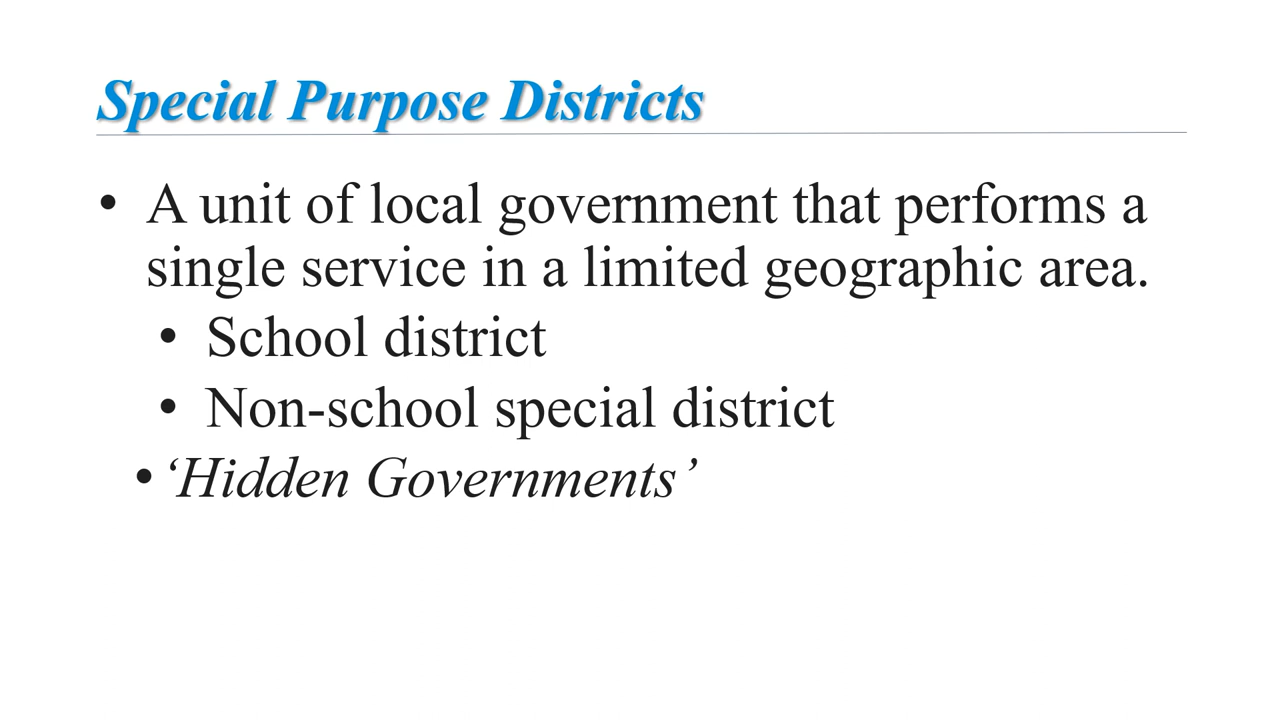 Special Purpose Districts
• A unit of local government that performs a
single service in a limited geographic area.
• School district
• Non-school special district
• ‘Hidden Governments’